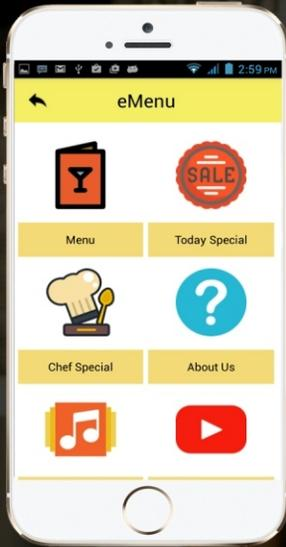 2:59 PM
eMenu
SALE
Menu
Today Special
Chef Special
About Us